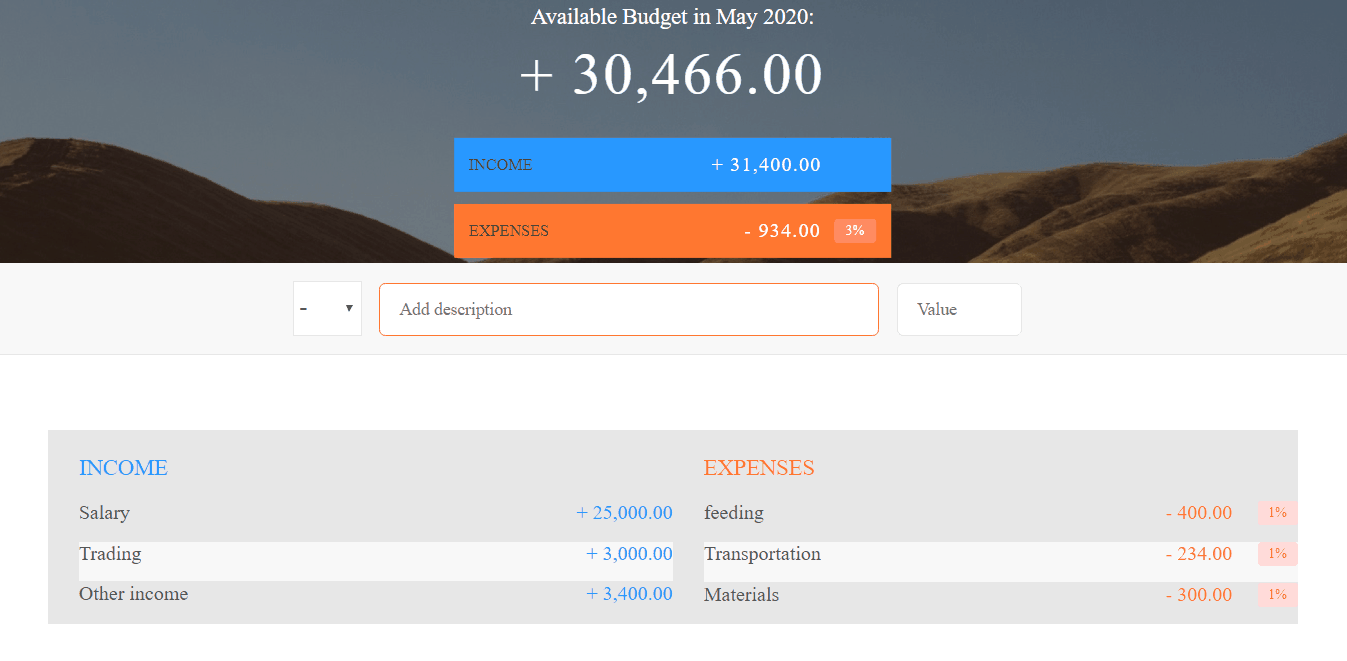 Available Budget in May 2020:
+ 30,466.00
INCOME + 31,400.00
EXPENSES - 934.00 3%
- ▼ Add description Value
INCOME
Salary + 25,000.00
Trading + 3,000.00
Other income + 3,400.00
EXPENSES
feeding - 400.00 1%
Transportation - 234.00 1%
Materials - 300.00 1%